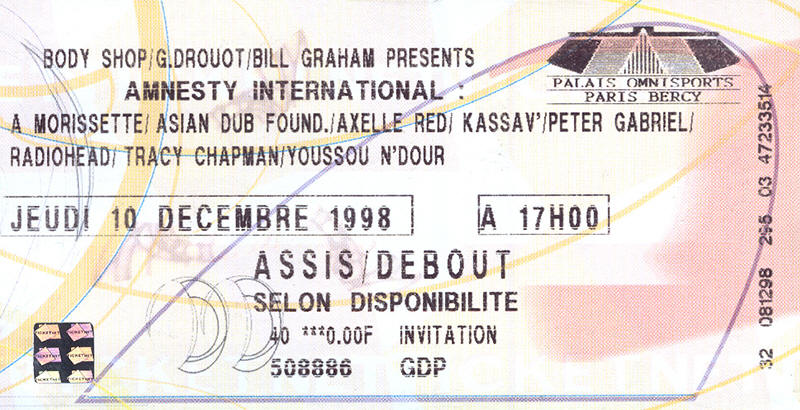 BODY SHOP/G.DROUOT/BILL GRAHAM PRESENTS
AMNESTY INTERNATIONAL :
A MORISSETTE/ ASIAN DUB FOUND./AXELLE RED/ KASSAV'/PETER GABRIEL/
RADIOHEAD/ TRACY CHAPMAN/YOUSSOU N'DOUR
PALAIS OMNISPORTS
PARIS BERCY
JEUDI 10 DECEMBRE 1998
A 17H00
ASSIS/DEBOUT
SELON DISPONIBILITE
40 ***0.00F INVITATION
508886 GDP
32 081298 295 03 47233514